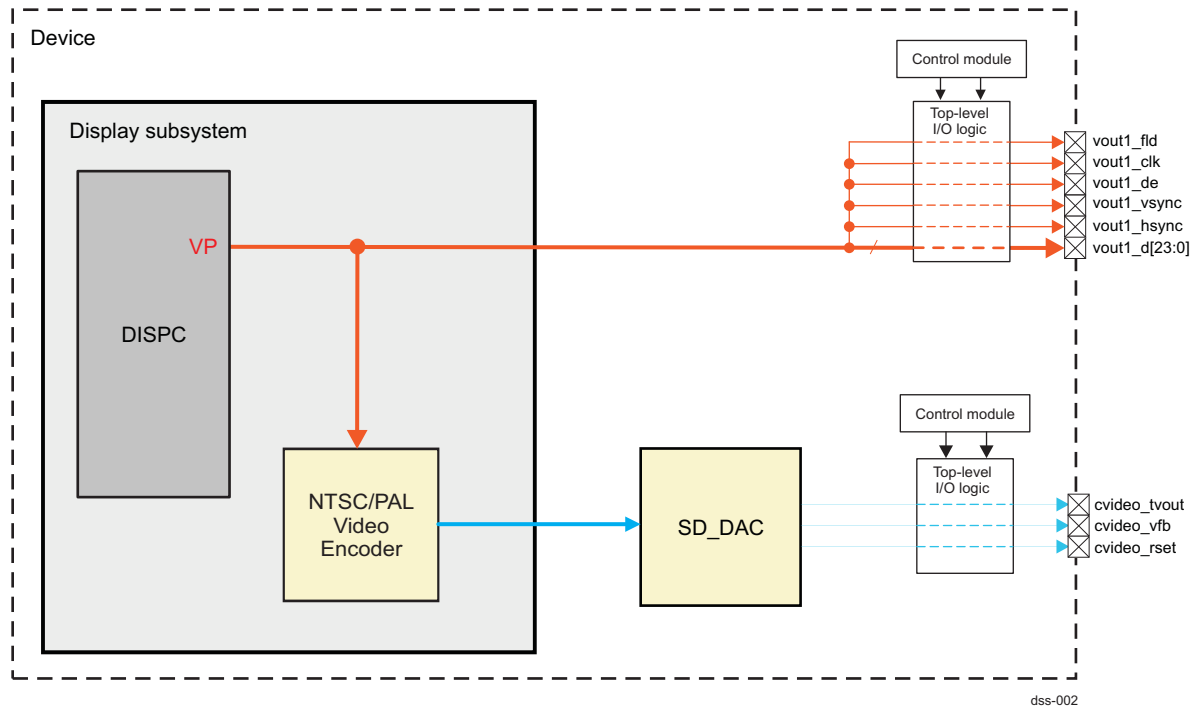 Device
Control module
Top-level
I/O logic
Display subsystem
vout1_fld
vout1_clk
vout1_de
vout1_vsync
vout1_hsync
vout1_d[23:0]
VP
DISPC
Control module
Top-level
I/O logic
NTSC/PAL
Video
Encoder
SD_DAC
cvideo_tvout
cvideo_vfb
cvideo_rset
dss-002